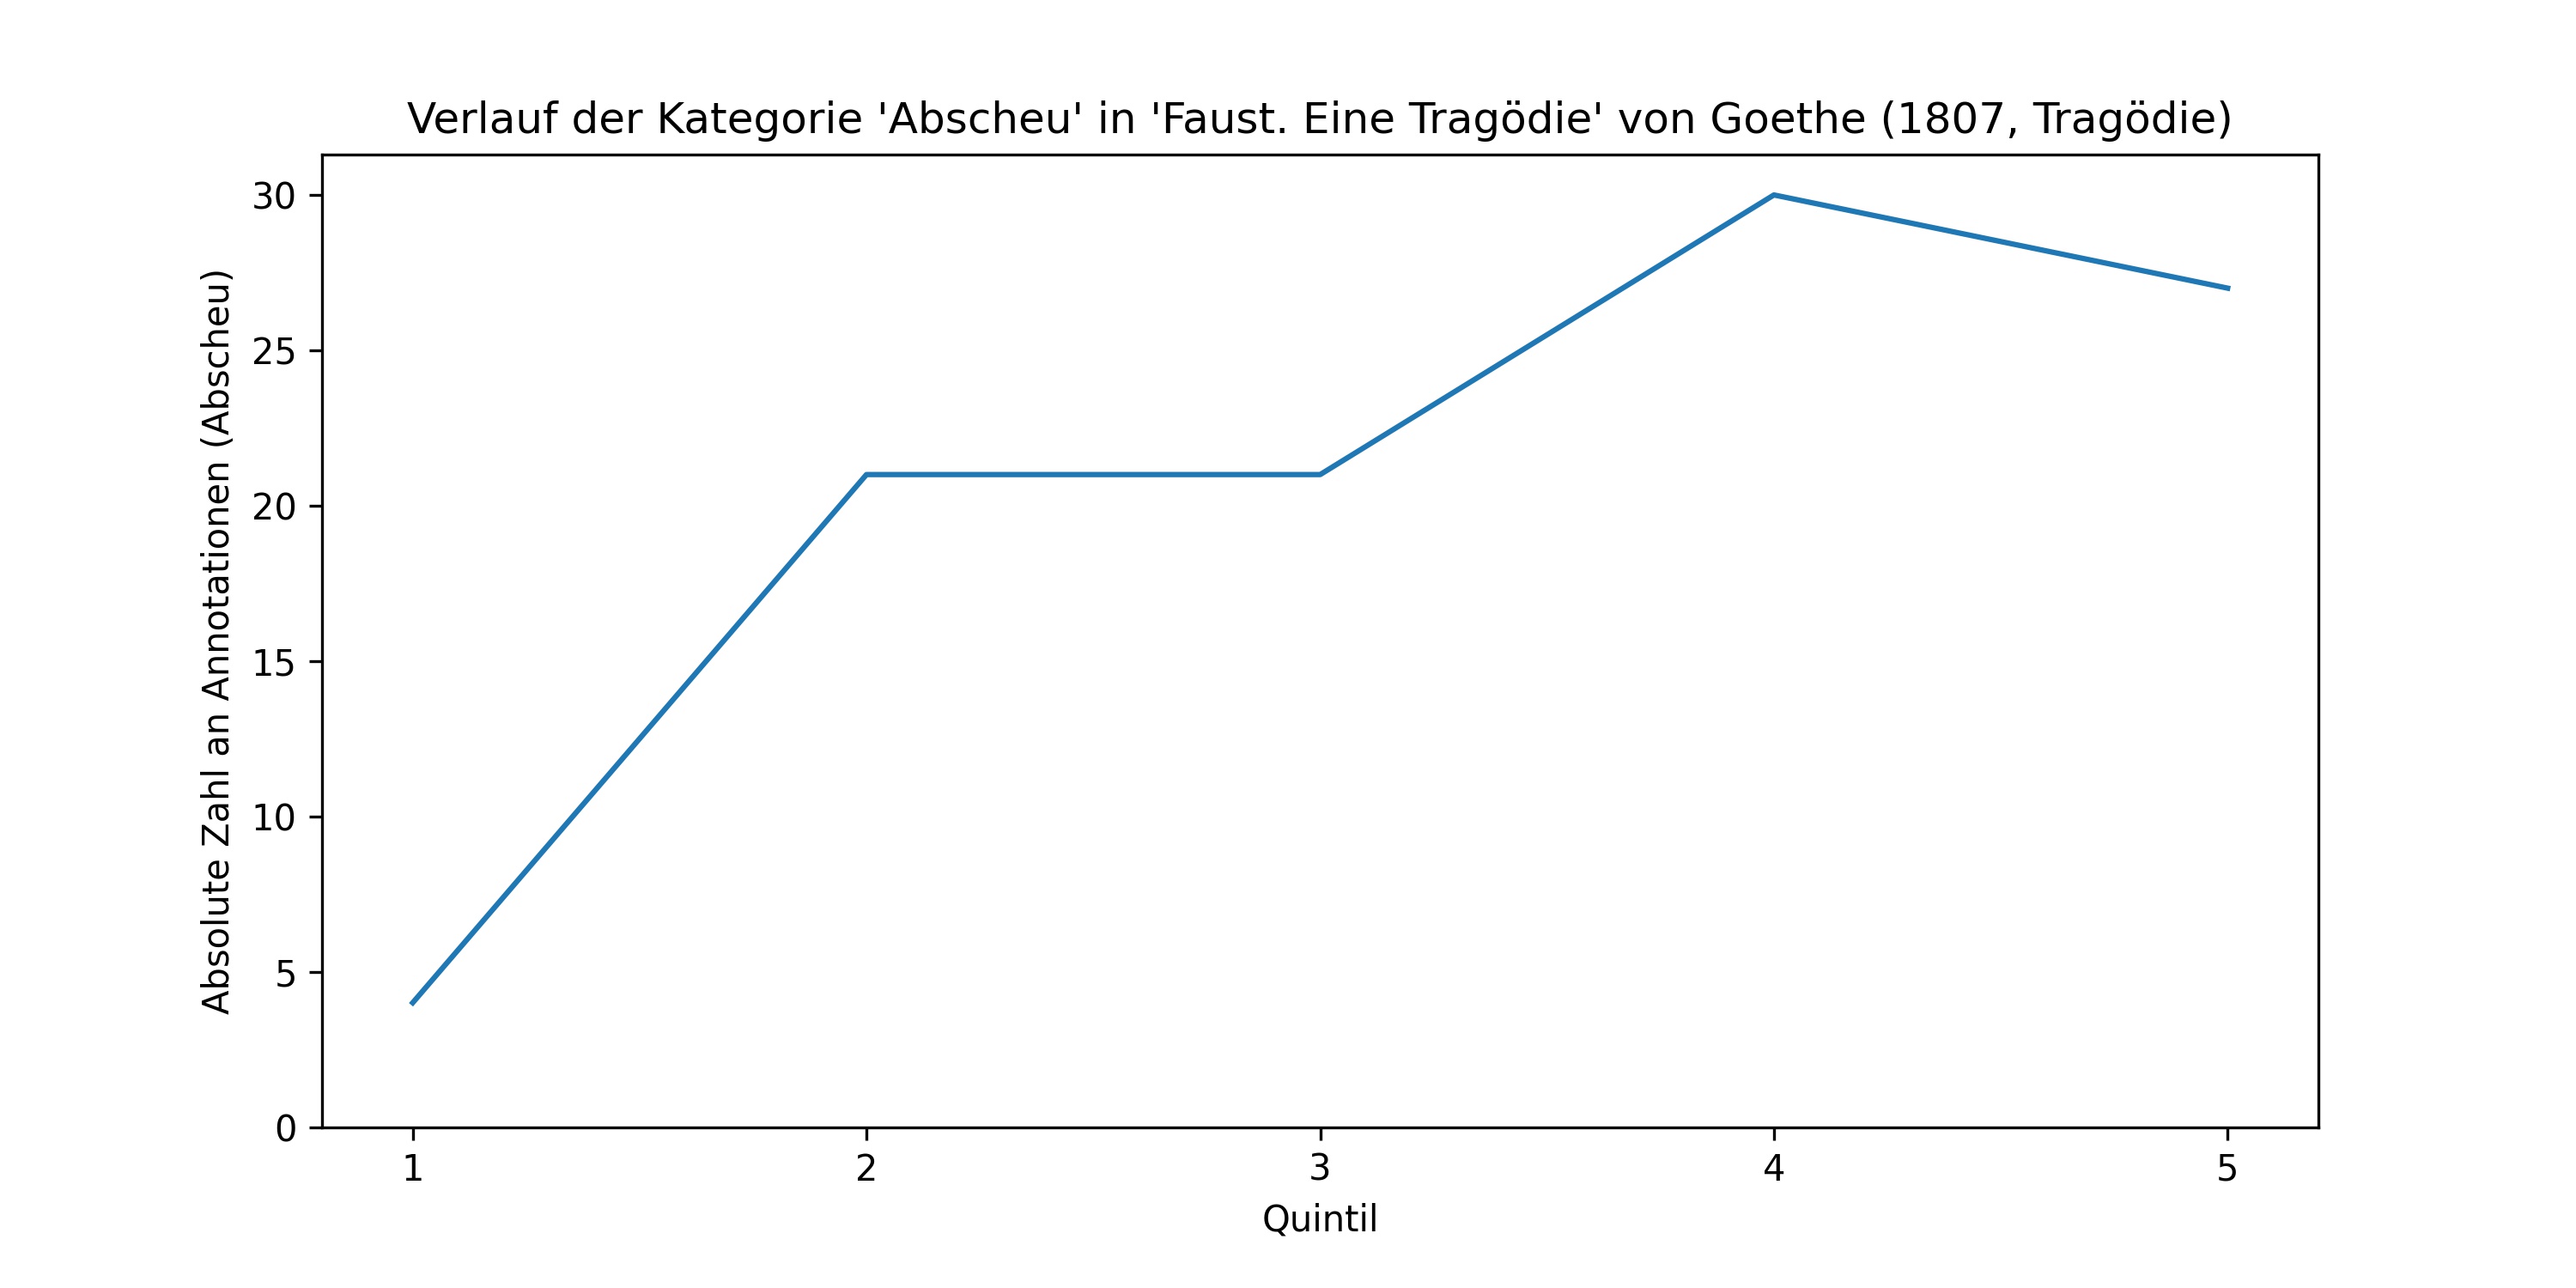 Verlauf der Kategorie 'Abscheu' in 'Faust. Eine Tragödie' von Goethe (1807, Tragödie)
Absolute Zahl an Annotationen (Abscheu)
30
25
20
15
10
5
0
1 2 3 4 5
Quintil